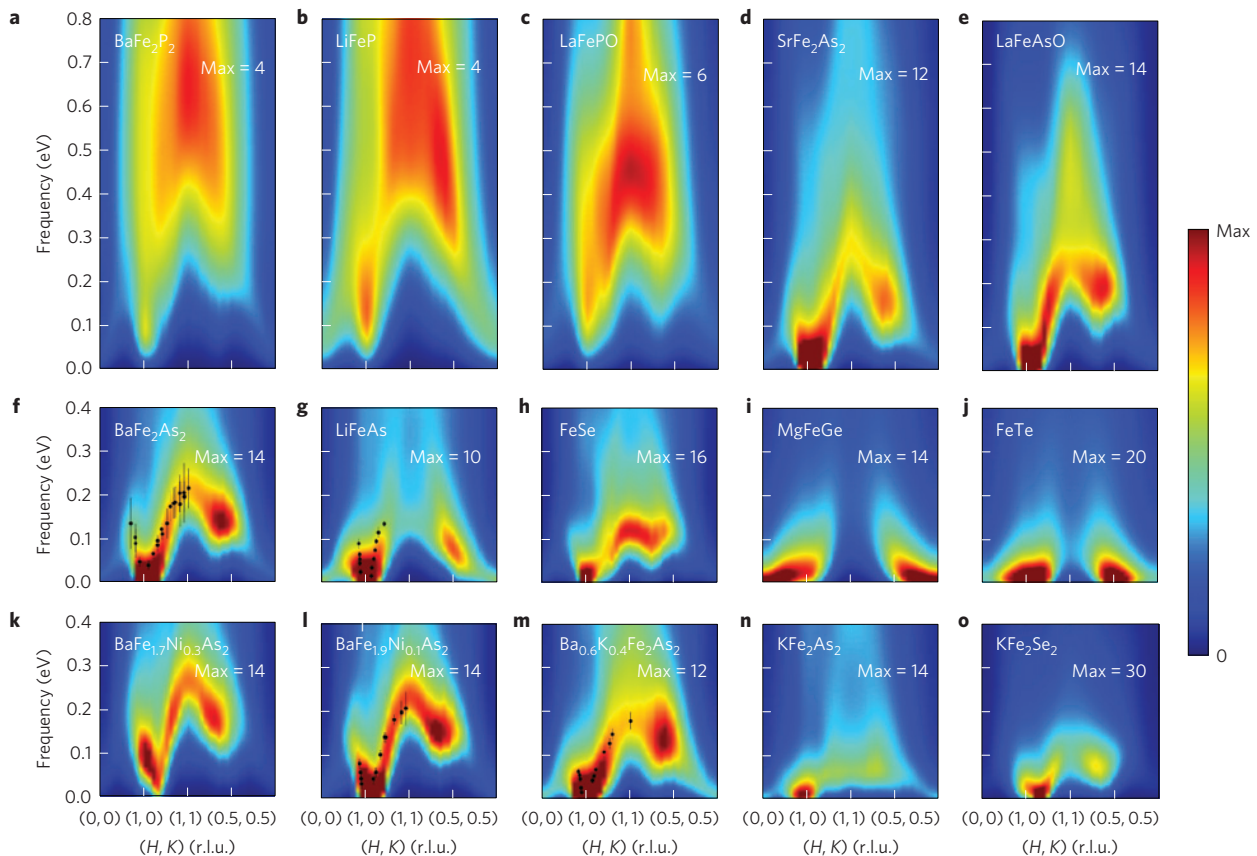 a
BaFe2P2
Max = 4
b
LiFeP
Max = 4
c
LaFePO
Max = 6
d
SrFe2As2
Max = 12
e
LaFeAsO
Max = 14
Frequency (eV)
0.8
0.7
0.6
0.5
0.4
0.3
0.2
0.1
0.0
Max
0
f
BaFe2As2
Max = 14
g
LiFeAs
Max = 10
h
FeSe
Max = 16
i
MgFeGe
Max = 14
j
FeTe
Max = 20
Frequency (eV)
0.4
0.3
0.2
0.1
0.0
k
BaFe1.7Ni0.3As2
Max = 14
l
BaFe1.9Ni0.1As2
Max = 14
m
Ba0.6K0.4Fe2As2
Max = 12
n
KFe2As2
Max = 14
o
KFe2Se2
Max = 30
Frequency (eV)
0.4
0.3
0.2
0.1
0.0
(0, 0) (1, 0) (1, 1) (0.5, 0.5)
(0, 0) (1, 0) (1, 1) (0.5, 0.5)
(0, 0) (1, 0) (1, 1) (0.5, 0.5)
(0, 0) (1, 0) (1, 1) (0.5, 0.5)
(0, 0) (1, 0) (1, 1) (0.5, 0.5)
(H, K) (r.l.u.)
(H, K) (r.l.u.)
(H, K) (r.l.u.)
(H, K) (r.l.u.)
(H, K) (r.l.u.)